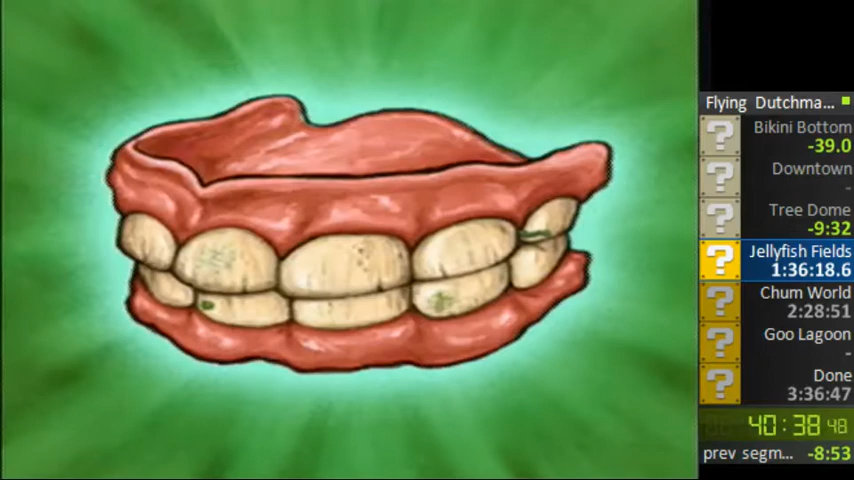 Flying Dutchma...
Bikini Bottom
-39.0
Downtown
-
Tree Dome
-9:32
Jellyfish Fields
1:36:18.6
Chum World
2:28:51
Goo Lagoon
-
Done
3:36:47
40:38 48
prev segm... -8:53